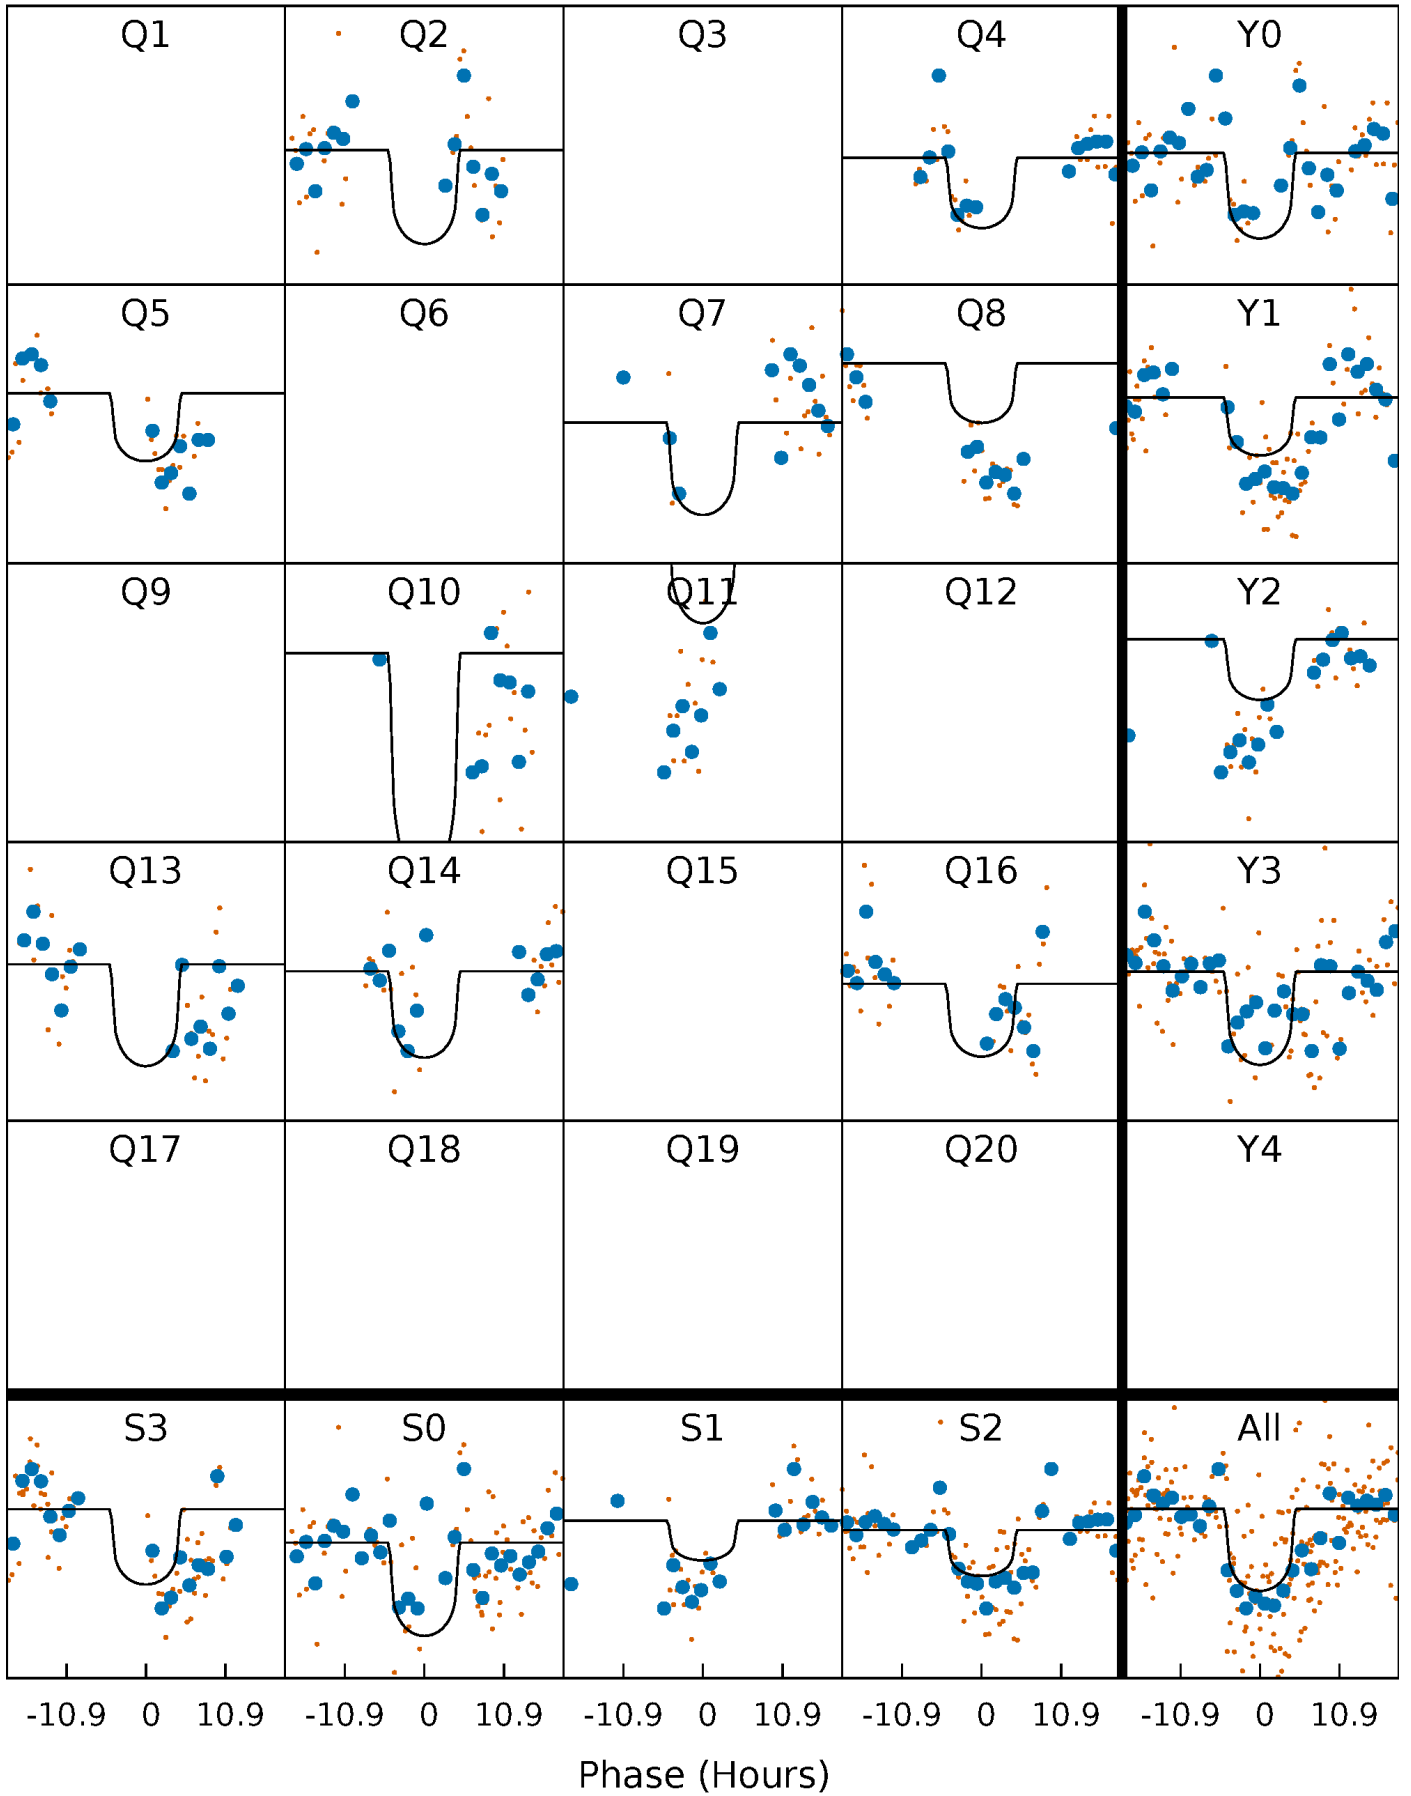 Q1 Q2 Q3 Q4 Y0
Q5 Q6 Q7 Q8 Y1
Q9 Q10 Q11 Q12 Y2
Q13 Q14 Q15 Q16 Y3
Q17 Q18 Q19 Q20 Y4
S3 S0 S1 S2 All
-10.9 0 10.9 -10.9 0 10.9 -10.9 0 10.9 -10.9 0 10.9 -10.9 0 10.9
Phase (Hours)